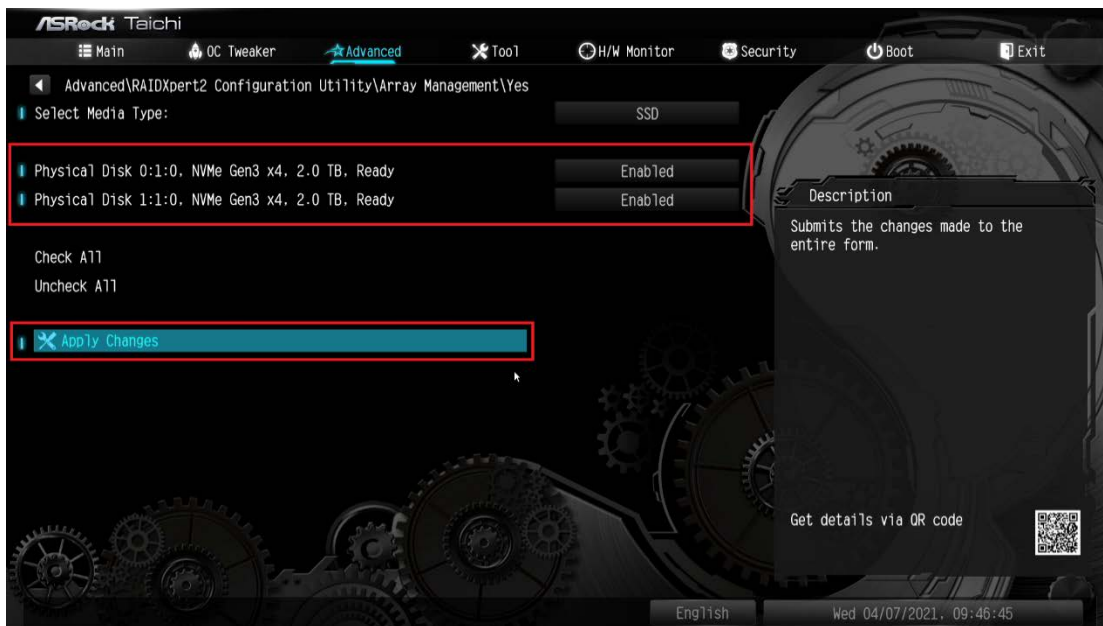 ASRock Taichi
Main OC Tweaker Advanced Tool H/W Monitor Security Boot Exit
Advanced\RAIDXpert2 Configuration Utility\Array Management\Yes
Select Media Type: SSD
Physical Disk 0:1:0, NVMe Gen3 x4, 2.0 TB, Ready Enabled
Physical Disk 1:1:0, NVMe Gen3 x4, 2.0 TB, Ready Enabled
Check All
Uncheck All
Apply Changes
Description
Submits the changes made to the
entire form.
Get details via QR code
English Wed 04/07/2021, 09:46:45